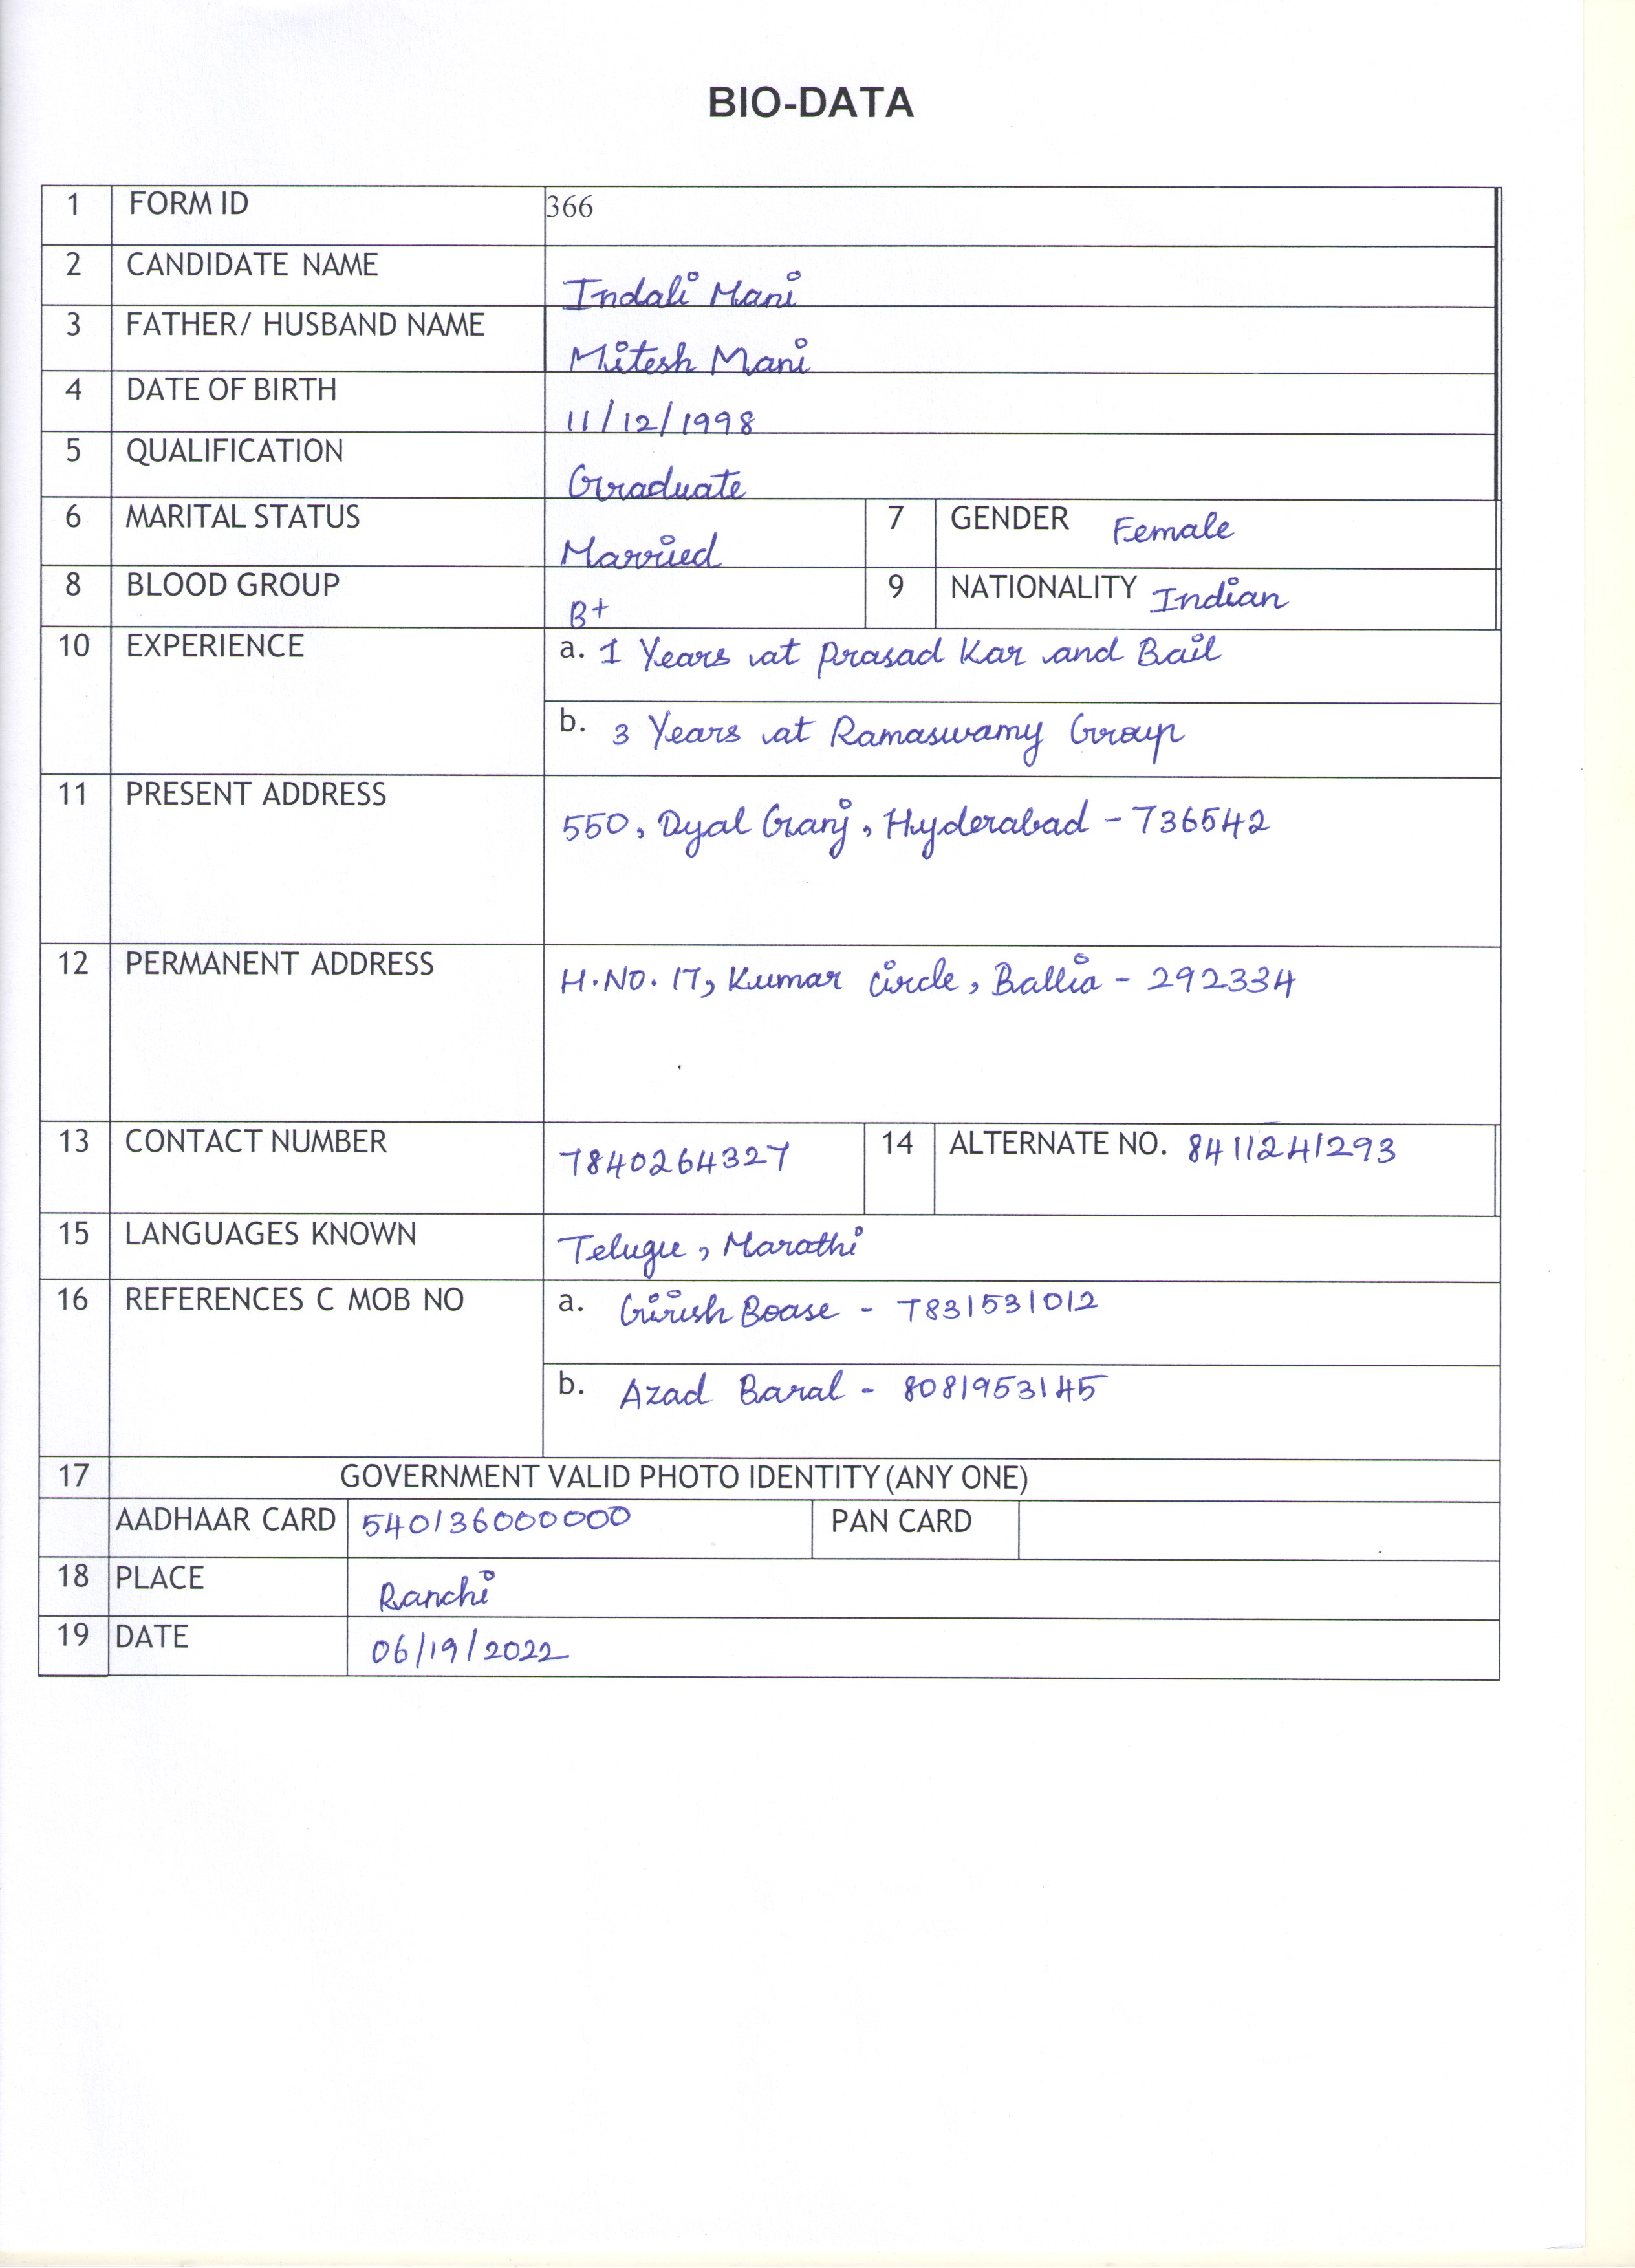 BIO-DATA
1 FORM ID 366
2 CANDIDATE NAME Indali Mani
3 FATHER/ HUSBAND NAME Mitesh Mani
4 DATE OF BIRTH 11/12/1998
5 QUALIFICATION Graduate
6 MARITAL STATUS Married 7 GENDER Female
8 BLOOD GROUP B+ 9 NATIONALITY Indian
10 EXPERIENCE a. 1 Years at Prasad Kar and Bail
b. 3 Years at Ramaswamy Group
11 PRESENT ADDRESS 550, Dyal Ganj, Hyderabad - 736542
12 PERMANENT ADDRESS H.NO. 17, Kumar Circle, Ballia - 292334
13 CONTACT NUMBER 7840264327 14 ALTERNATE NO. 8411241293
15 LANGUAGES KNOWN Telugu, Marathi
16 REFERENCES C MOB NO a. Girish Boase - 7831531012
b. Azad Baral - 8081953145
17 GOVERNMENT VALID PHOTO IDENTITY (ANY ONE)
AADHAAR CARD 540136000000 PAN CARD
18 PLACE Ranchi
19 DATE 06/19/2022